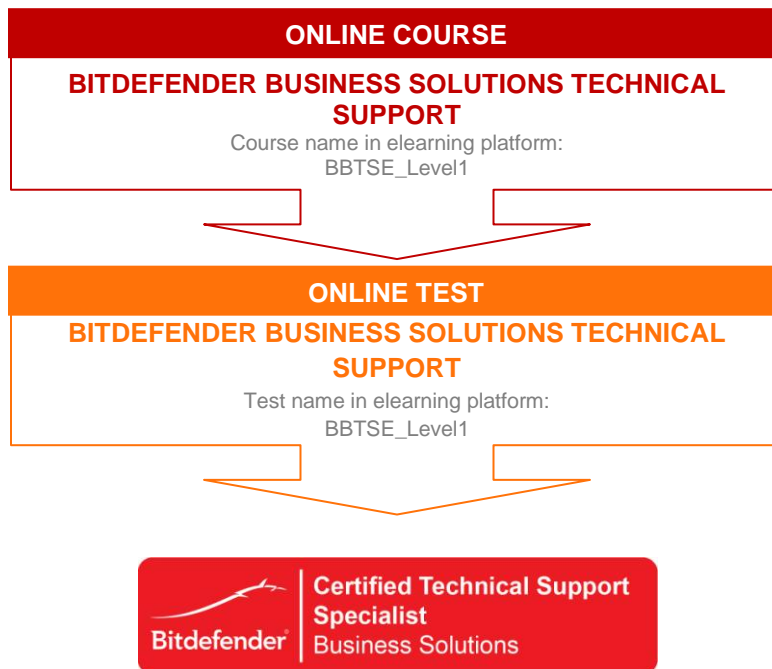 ONLINE COURSE
BITDEFENDER BUSINESS SOLUTIONS TECHNICAL
SUPPORT
Course name in elearning platform:
BBTSE_Level1
ONLINE TEST
BITDEFENDER BUSINESS SOLUTIONS TECHNICAL
SUPPORT
Test name in elearning platform:
BBTSE_Level1
Bitdefender®
Certified Technical Support
Specialist
Business Solutions